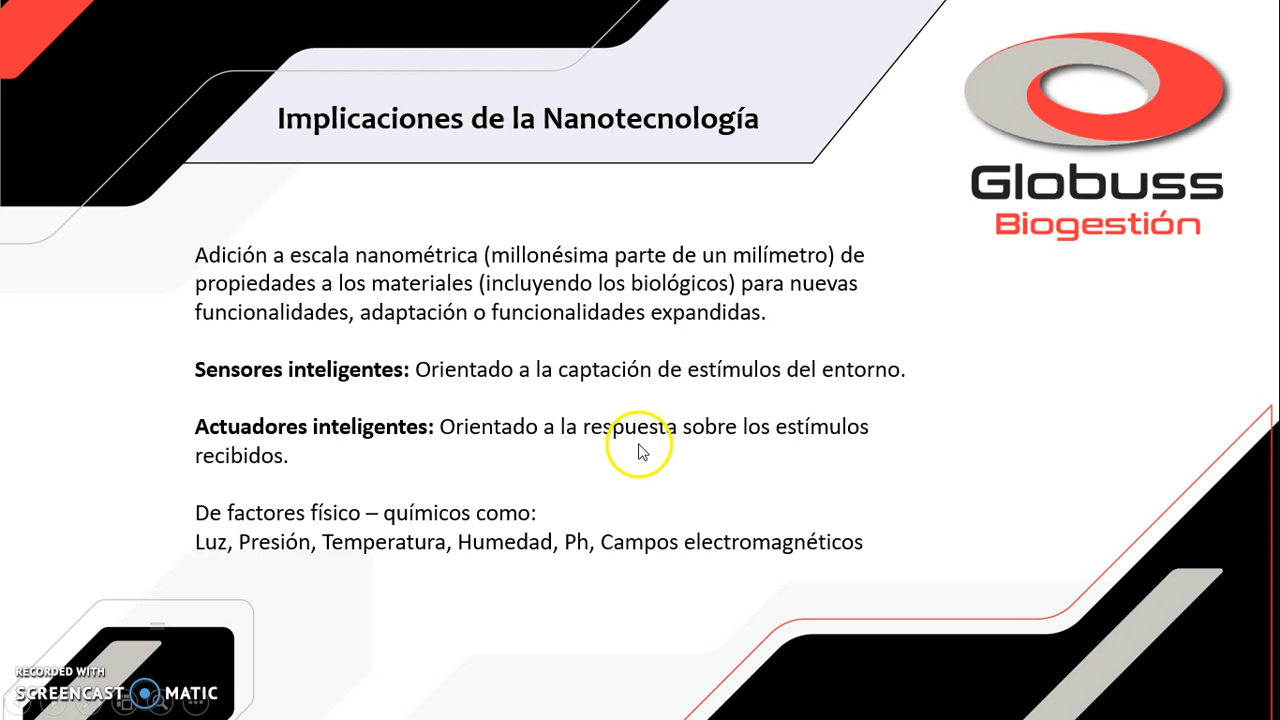 Implicaciones de la Nanotecnología
Globuss
Biogestión
Adición a escala nanométrica (millonésima parte de un milímetro) de
propiedades a los materiales (incluyendo los biológicos) para nuevas
funcionalidades, adaptación o funcionalidades expandidas.
Sensores inteligentes: Orientado a la captación de estímulos del entorno.
Actuadores inteligentes: Orientado a la respuesta sobre los estímulos
recibidos.
De factores físico – químicos como:
Luz, Presión, Temperatura, Humedad, Ph, Campos electromagnéticos
RECORDED WITH
SCREENCAST MATIC